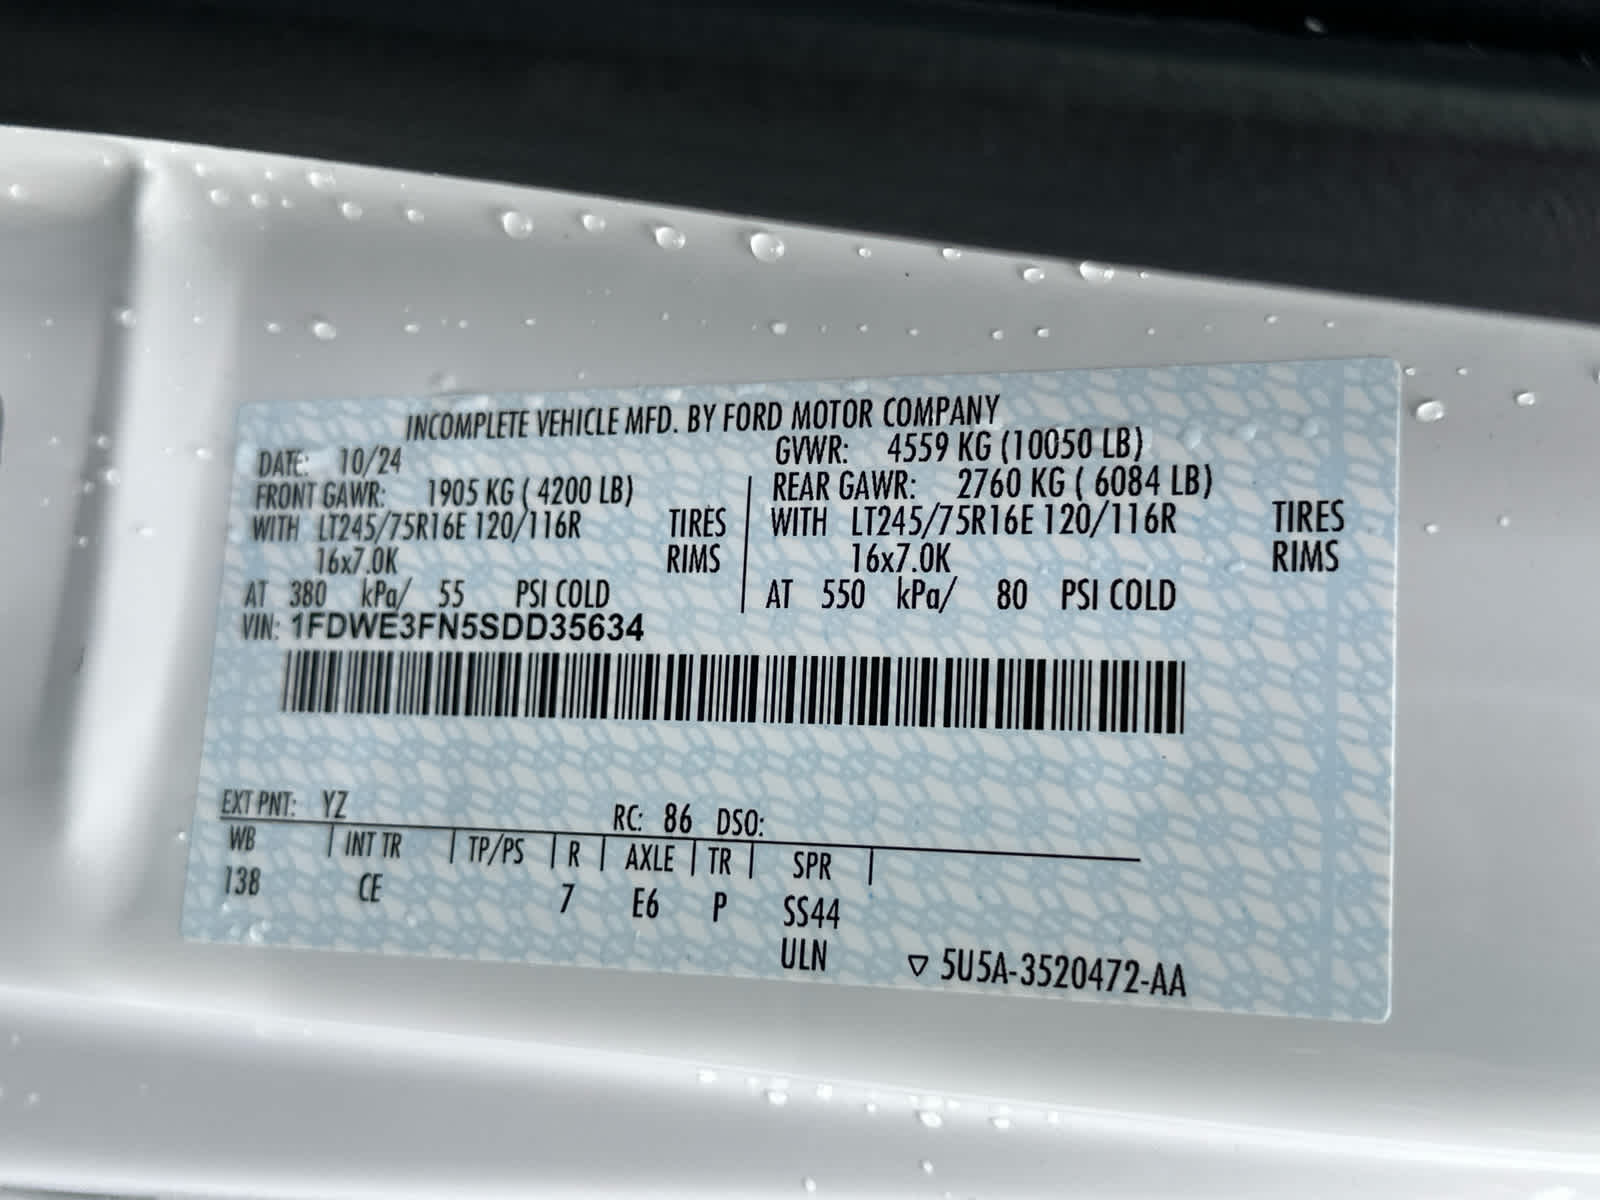 INCOMPLETE VEHICLE MFD. BY FORD MOTOR COMPANY
DATE: 10/24 GVWR: 4559 KG (10050 LB)
FRONT GAWR: 1905 KG ( 4200 LB) REAR GAWR: 2760 KG ( 6084 LB)
WITH LT245/75R16E 120/116R TIRES WITH LT245/75R16E 120/116R TIRES
16x7.0K RIMS 16x7.0K RIMS
AT 380 kPa/ 55 PSI COLD AT 550 kPa/ 80 PSI COLD
VIN: 1FDWE3FN5SDD35634
EXT PNT: YZ RC: 86 DSO:
WB INT TR TP/PS R AXLE TR SPR
138 CE 7 E6 P SS44
ULN ▽ 5U5A-3520472-AA